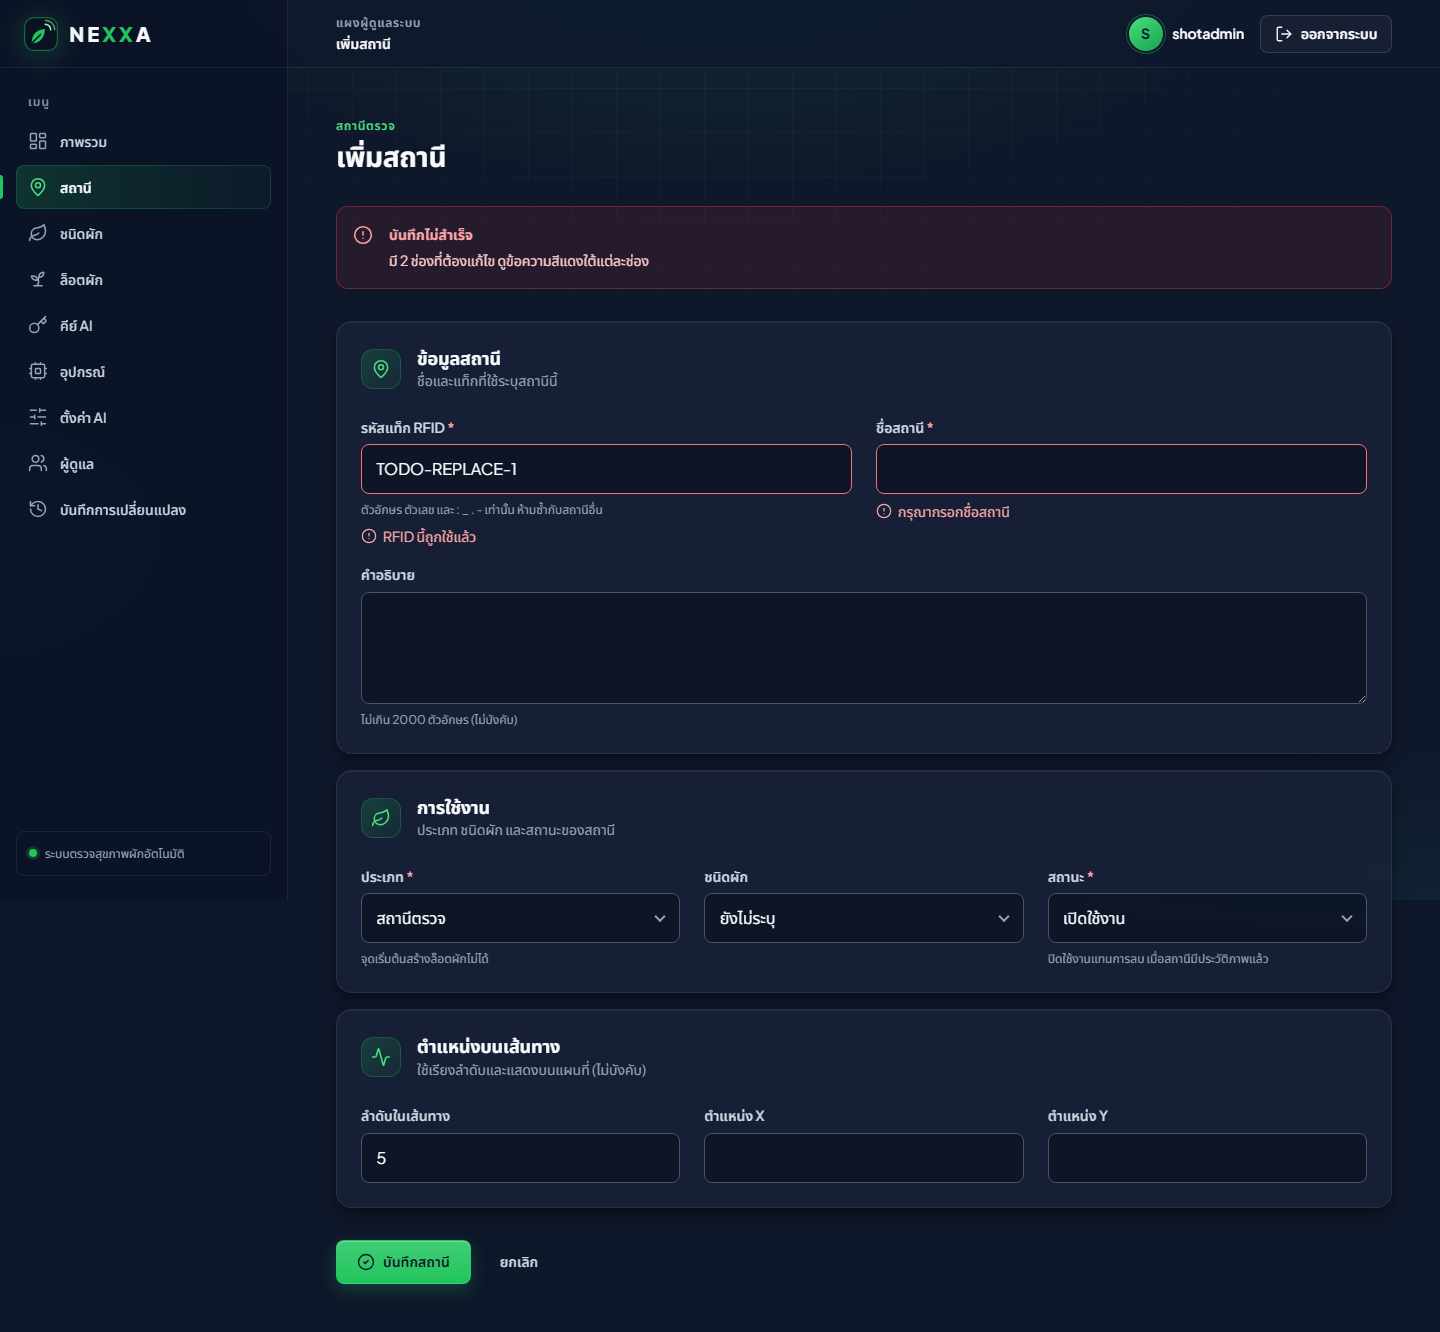 NEXXA
แผงผู้ดูแลระบบ
เพิ่มสถานี
S
shotadmin
ออกจากระบบ
เมนู
ภาพรวม
สถานี
ชนิดผัก
ล็อตผัก
คีย์ AI
อุปกรณ์
ตั้งค่า AI
ผู้ดูแล
บันทึกการเปลี่ยนแปลง
ระบบตรวจสุขภาพผักอัตโนมัติ
สถานีตรวจ
เพิ่มสถานี
บันทึกไม่สำเร็จ
มี 2 ช่องที่ต้องแก้ไข ดูข้อความสีแดงใต้แต่ละช่อง
ข้อมูลสถานี
ชื่อและแท็กที่ใช้ระบุสถานีนี้
รหัสแท็ก RFID *
ชื่อสถานี *
TODO-REPLACE-1
ตัวอักษร ตัวเลข และ : _ . - เท่านั้น ห้ามซ้ำกับสถานีอื่น
กรุณากรอกชื่อสถานี
RFID นี้ถูกใช้แล้ว
คำอธิบาย
ไม่เกิน 2000 ตัวอักษร (ไม่บังคับ)
การใช้งาน
ประเภท ชนิดผัก และสถานะของสถานี
ประเภท *
ชนิดผัก
สถานะ *
สถานีตรวจ
ยังไม่ระบุ
เปิดใช้งาน
จุดเริ่มต้นสร้างล็อตผักไม่ได้
ปิดใช้งานแทนการลบ เมื่อสถานีมีประวัติภาพแล้ว
ตำแหน่งบนเส้นทาง
ใช้เรียงลำดับและแสดงบนแผนที่ (ไม่บังคับ)
ลำดับในเส้นทาง
ตำแหน่ง X
ตำแหน่ง Y
5
บันทึกสถานี
ยกเลิก